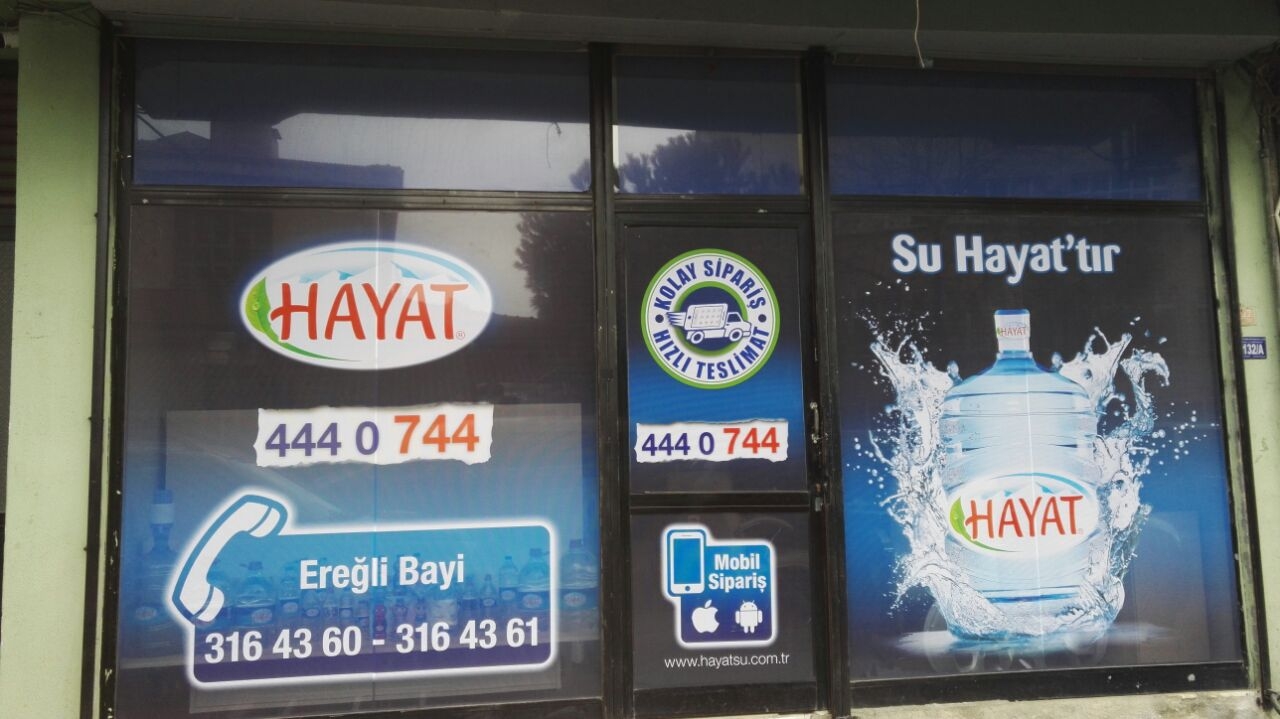 HAYAT
444 0 744
Ereğli Bayi
316 43 60 - 316 43 61
KOLAY SİPARİŞ
HIZLI TESLİMAT
444 0 744
Mobil
Sipariş
www.hayatsu.com.tr
Su Hayat'tır
HAYAT
HAYAT
132/A